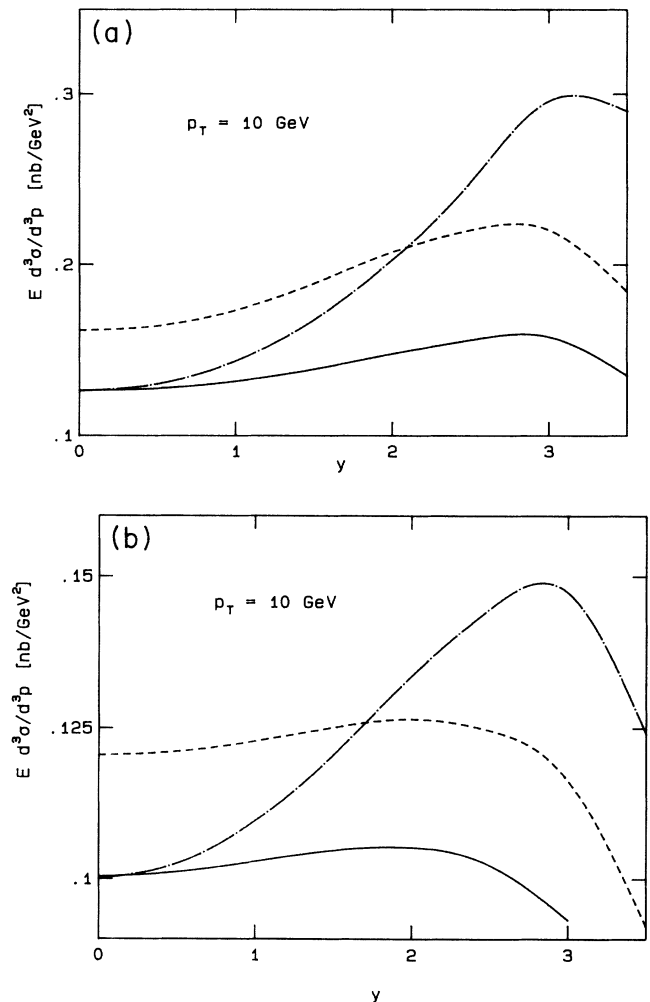 (a)
E d³σ/d³p [nb/GeV²]
.3
.2
.1
p_T = 10 GeV
0 1 2 3
y
(b)
E d³σ/d³p [nb/GeV²]
.15
.125
.1
p_T = 10 GeV
0 1 2 3
y